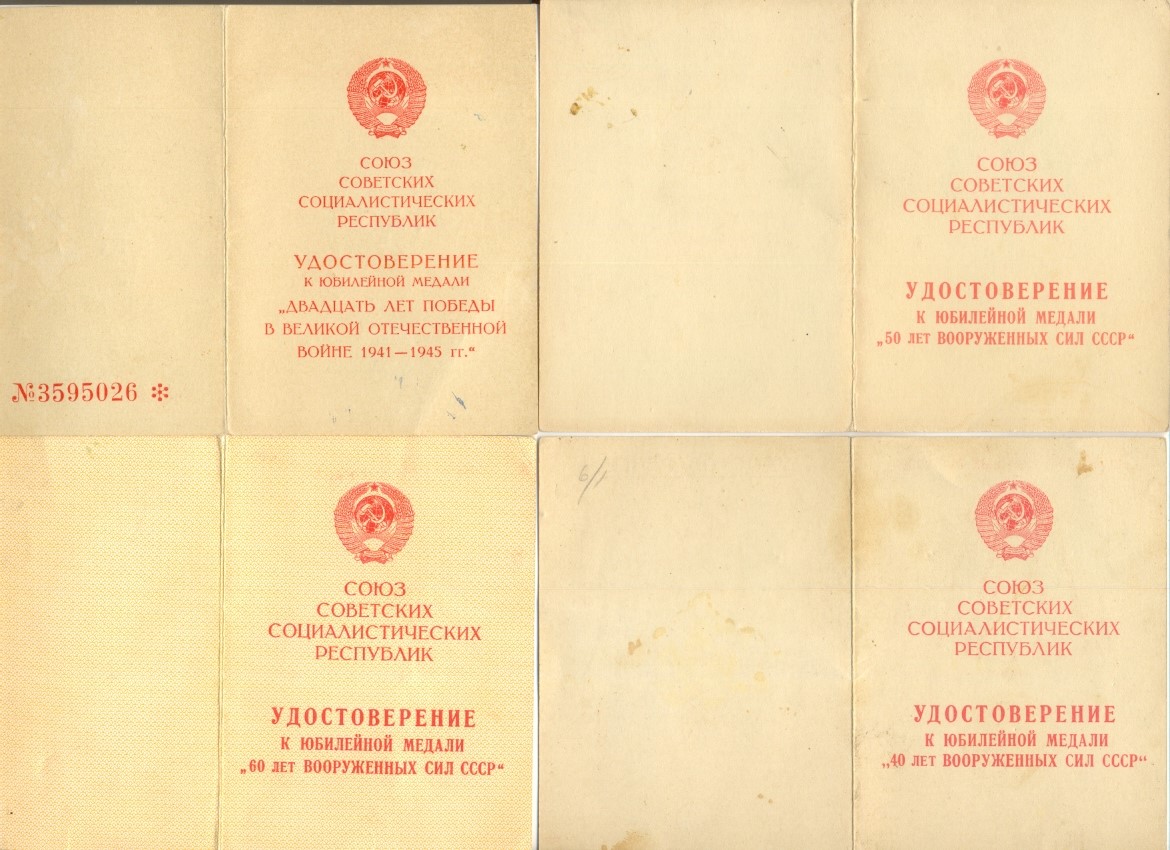 СОЮЗ
СОВЕТСКИХ
СОЦИАЛИСТИЧЕСКИХ
РЕСПУБЛИК
УДОСТОВЕРЕНИЕ
К ЮБИЛЕЙНОЙ МЕДАЛИ
„ДВАДЦАТЬ ЛЕТ ПОБЕДЫ
В ВЕЛИКОЙ ОТЕЧЕСТВЕННОЙ
ВОЙНЕ 1941—1945 гг.“
№3595026 *
СОЮЗ
СОВЕТСКИХ
СОЦИАЛИСТИЧЕСКИХ
РЕСПУБЛИК
УДОСТОВЕРЕНИЕ
К ЮБИЛЕЙНОЙ МЕДАЛИ
„50 лет ВООРУЖЕННЫХ СИЛ СССР“
СОЮЗ
СОВЕТСКИХ
СОЦИАЛИСТИЧЕСКИХ
РЕСПУБЛИК
УДОСТОВЕРЕНИЕ
К ЮБИЛЕЙНОЙ МЕДАЛИ
„60 лет ВООРУЖЕННЫХ СИЛ СССР“
6/1
СОЮЗ
СОВЕТСКИХ
СОЦИАЛИСТИЧЕСКИХ
РЕСПУБЛИК
УДОСТОВЕРЕНИЕ
К ЮБИЛЕЙНОЙ МЕДАЛИ
„40 лет ВООРУЖЕННЫХ СИЛ СССР“